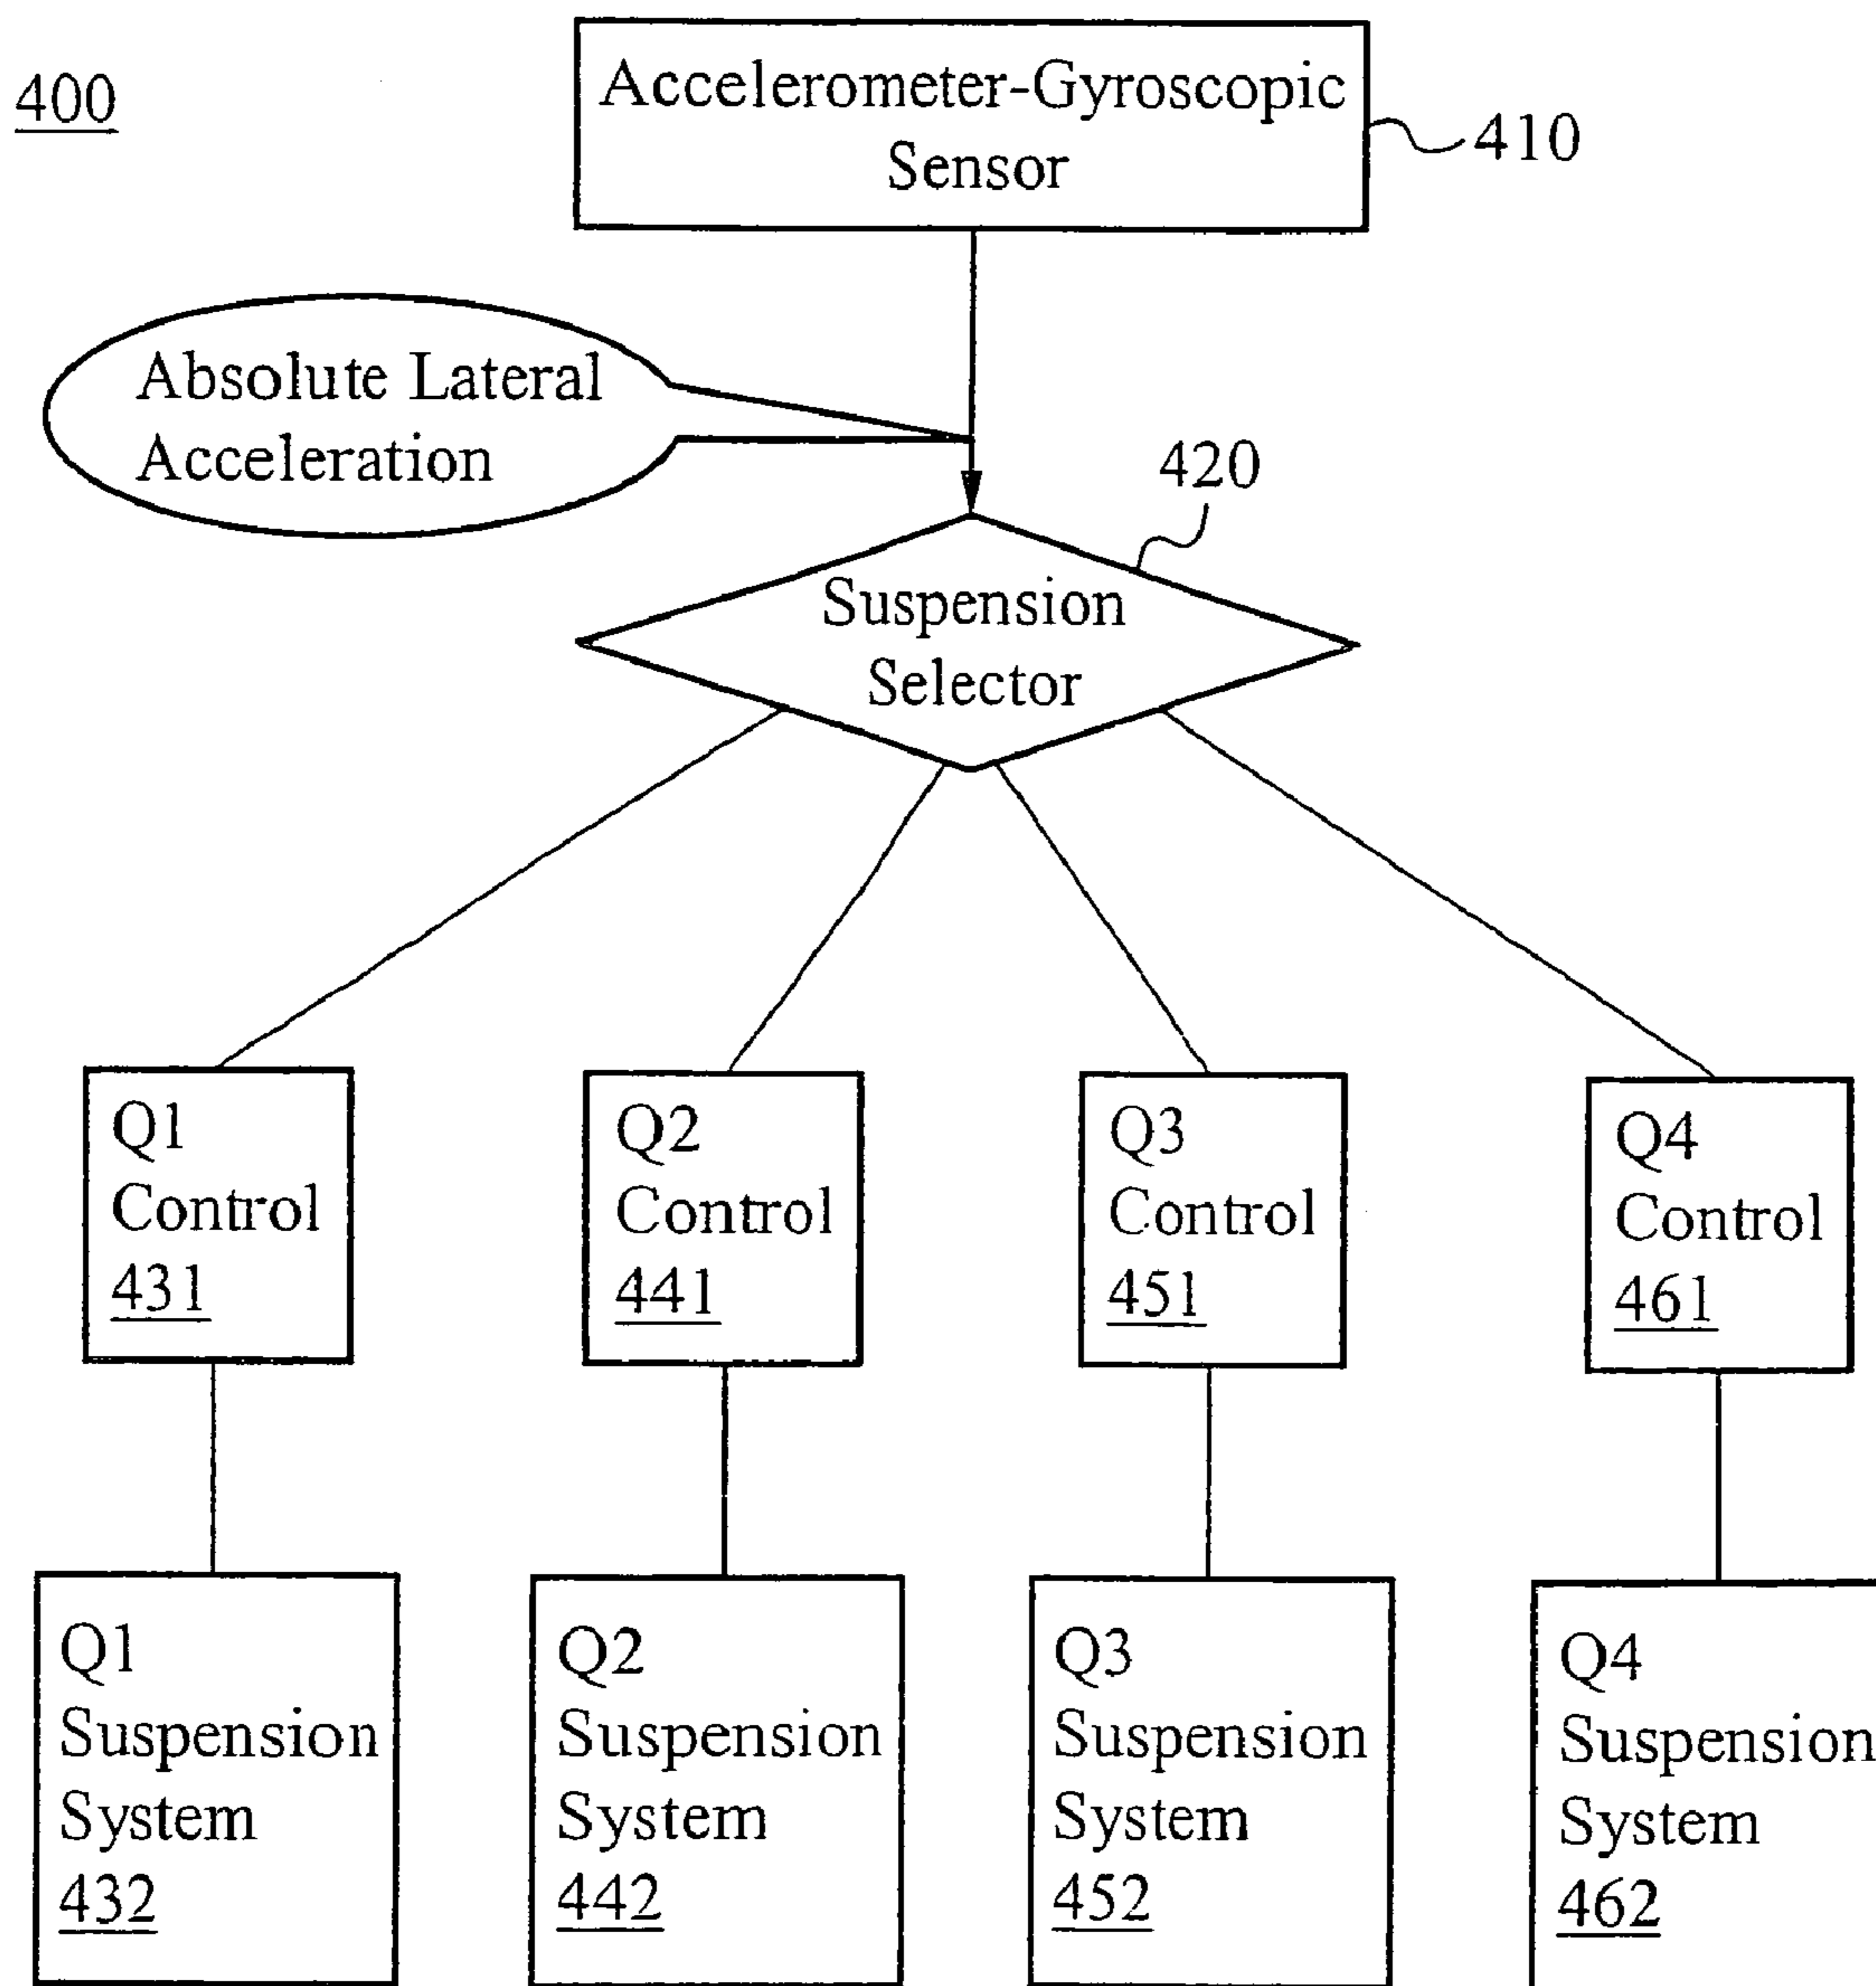 400
Accelerometer-Gyroscopic
Sensor
410
Absolute Lateral
Acceleration
420
Suspension
Selector
Q1
Control
431
Q2
Control
441
Q3
Control
451
Q4
Control
461
Q1
Suspension
System
432
Q2
Suspension
System
442
Q3
Suspension
System
452
Q4
Suspension
System
462